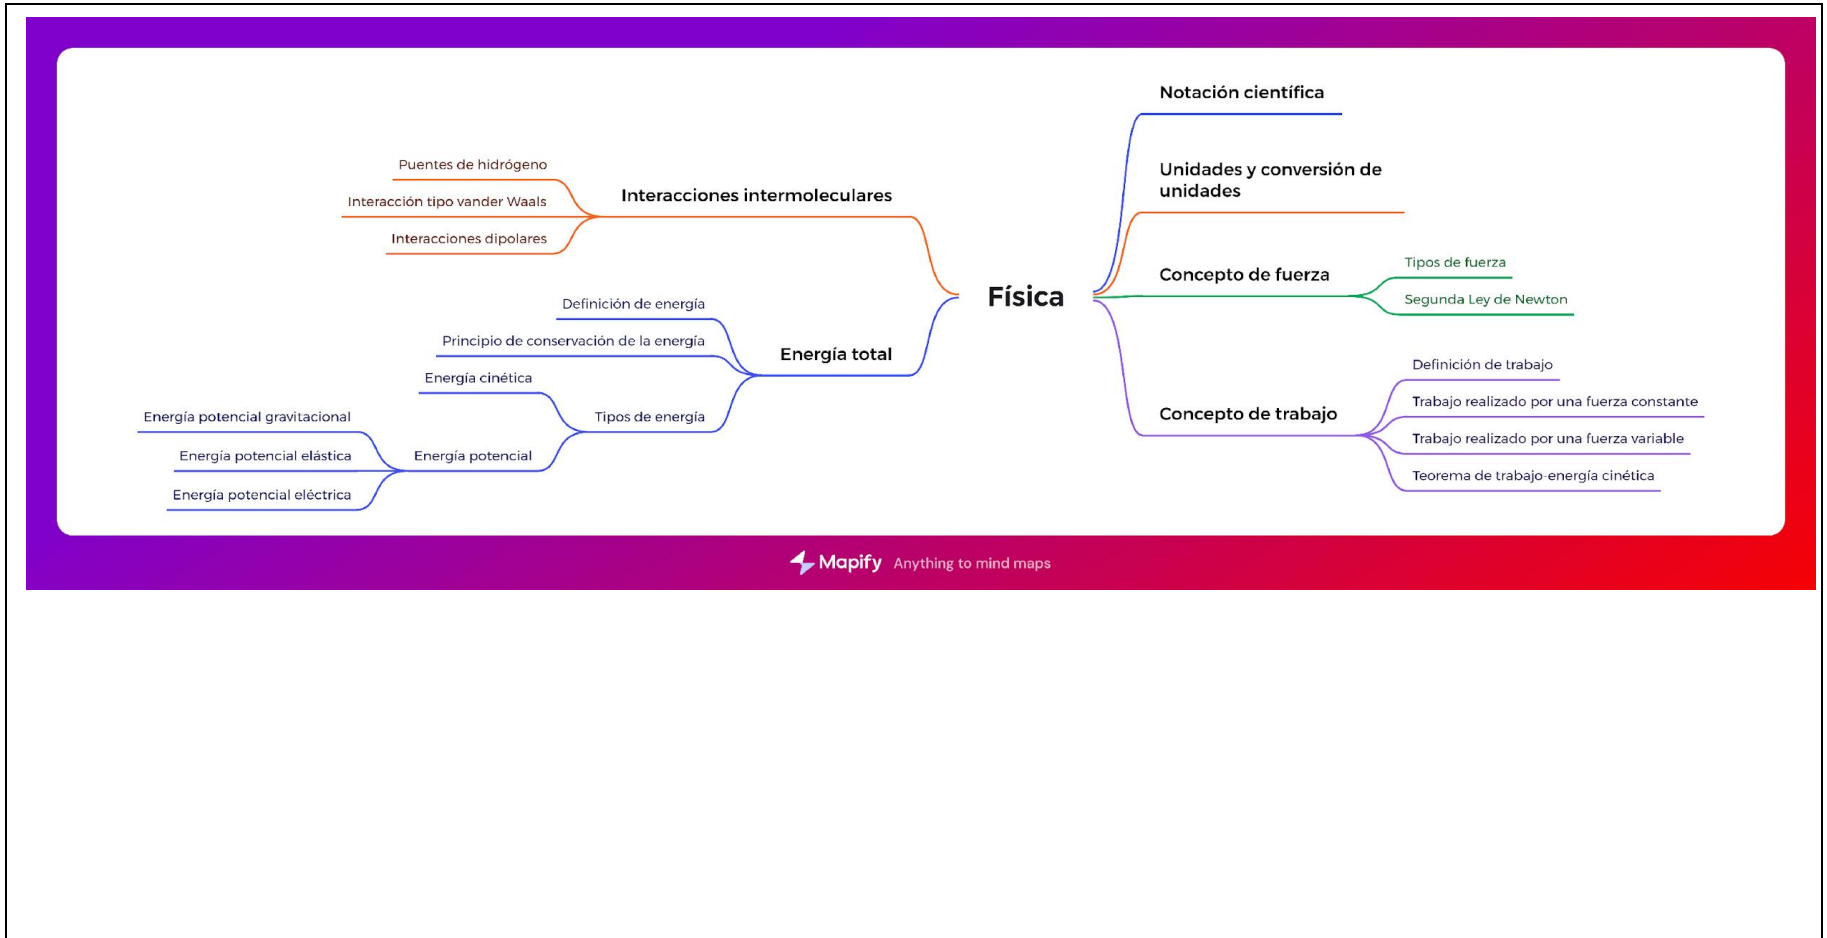 Física
Notación científica
Unidades y conversión de
unidades
Concepto de fuerza
Tipos de fuerza
Segunda Ley de Newton
Concepto de trabajo
Definición de trabajo
Trabajo realizado por una fuerza constante
Trabajo realizado por una fuerza variable
Teorema de trabajo-energía cinética
Interacciones intermoleculares
Puentes de hidrógeno
Interacción tipo vander Waals
Interacciones dipolares
Energía total
Definición de energía
Principio de conservación de la energía
Tipos de energía
Energía cinética
Energía potencial
Energía potencial gravitacional
Energía potencial elástica
Energía potencial eléctrica
Mapify Anything to mind maps